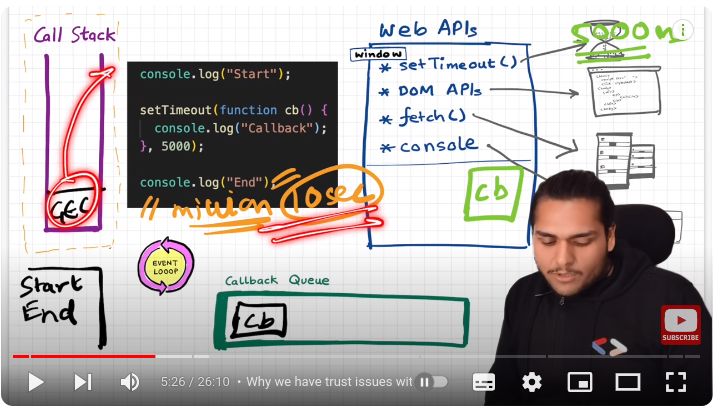 Call Stack
GEC
console.log("Start");
setTimeout(function cb() {
console.log("Callback");
}, 5000);
console.log("End");
// million 10sec
Web APIs
window
* setTimeout()
* DOM APIs
* fetch()
* console
cb
5000
EVENT
LOOOP
Start
End
Callback Queue
cb
SUBSCRIBE
5:26 / 26:10 • Why we have trust issues wit